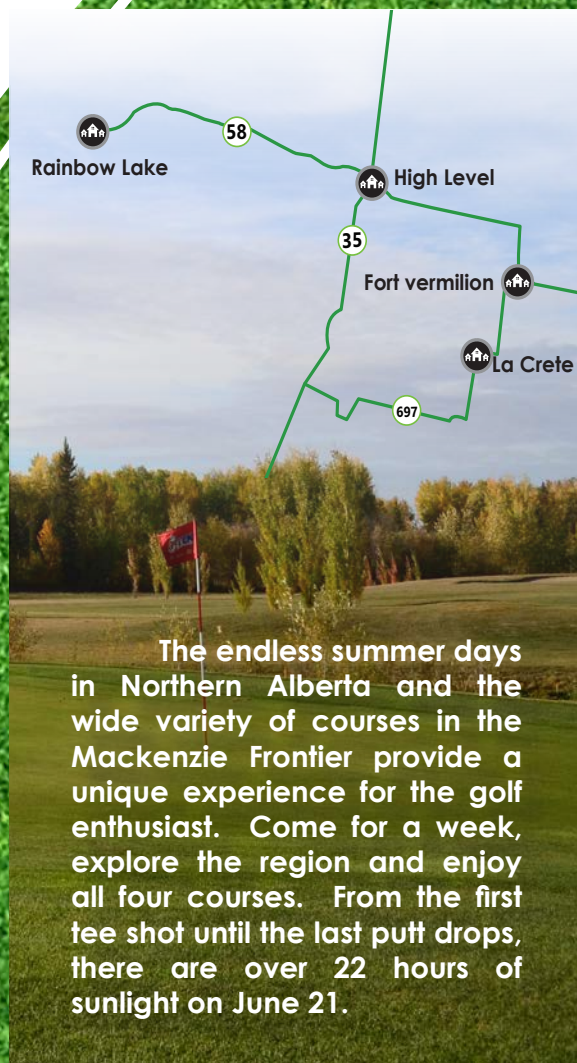 58
Rainbow Lake
High Level
35
Fort vermilion
La Crete
697
The endless summer days
in Northern Alberta and the
wide variety of courses in the
Mackenzie Frontier provide a
unique experience for the golf
enthusiast. Come for a week,
explore the region and enjoy
all four courses. From the first
tee shot until the last putt drops,
there are over 22 hours of
sunlight on June 21.